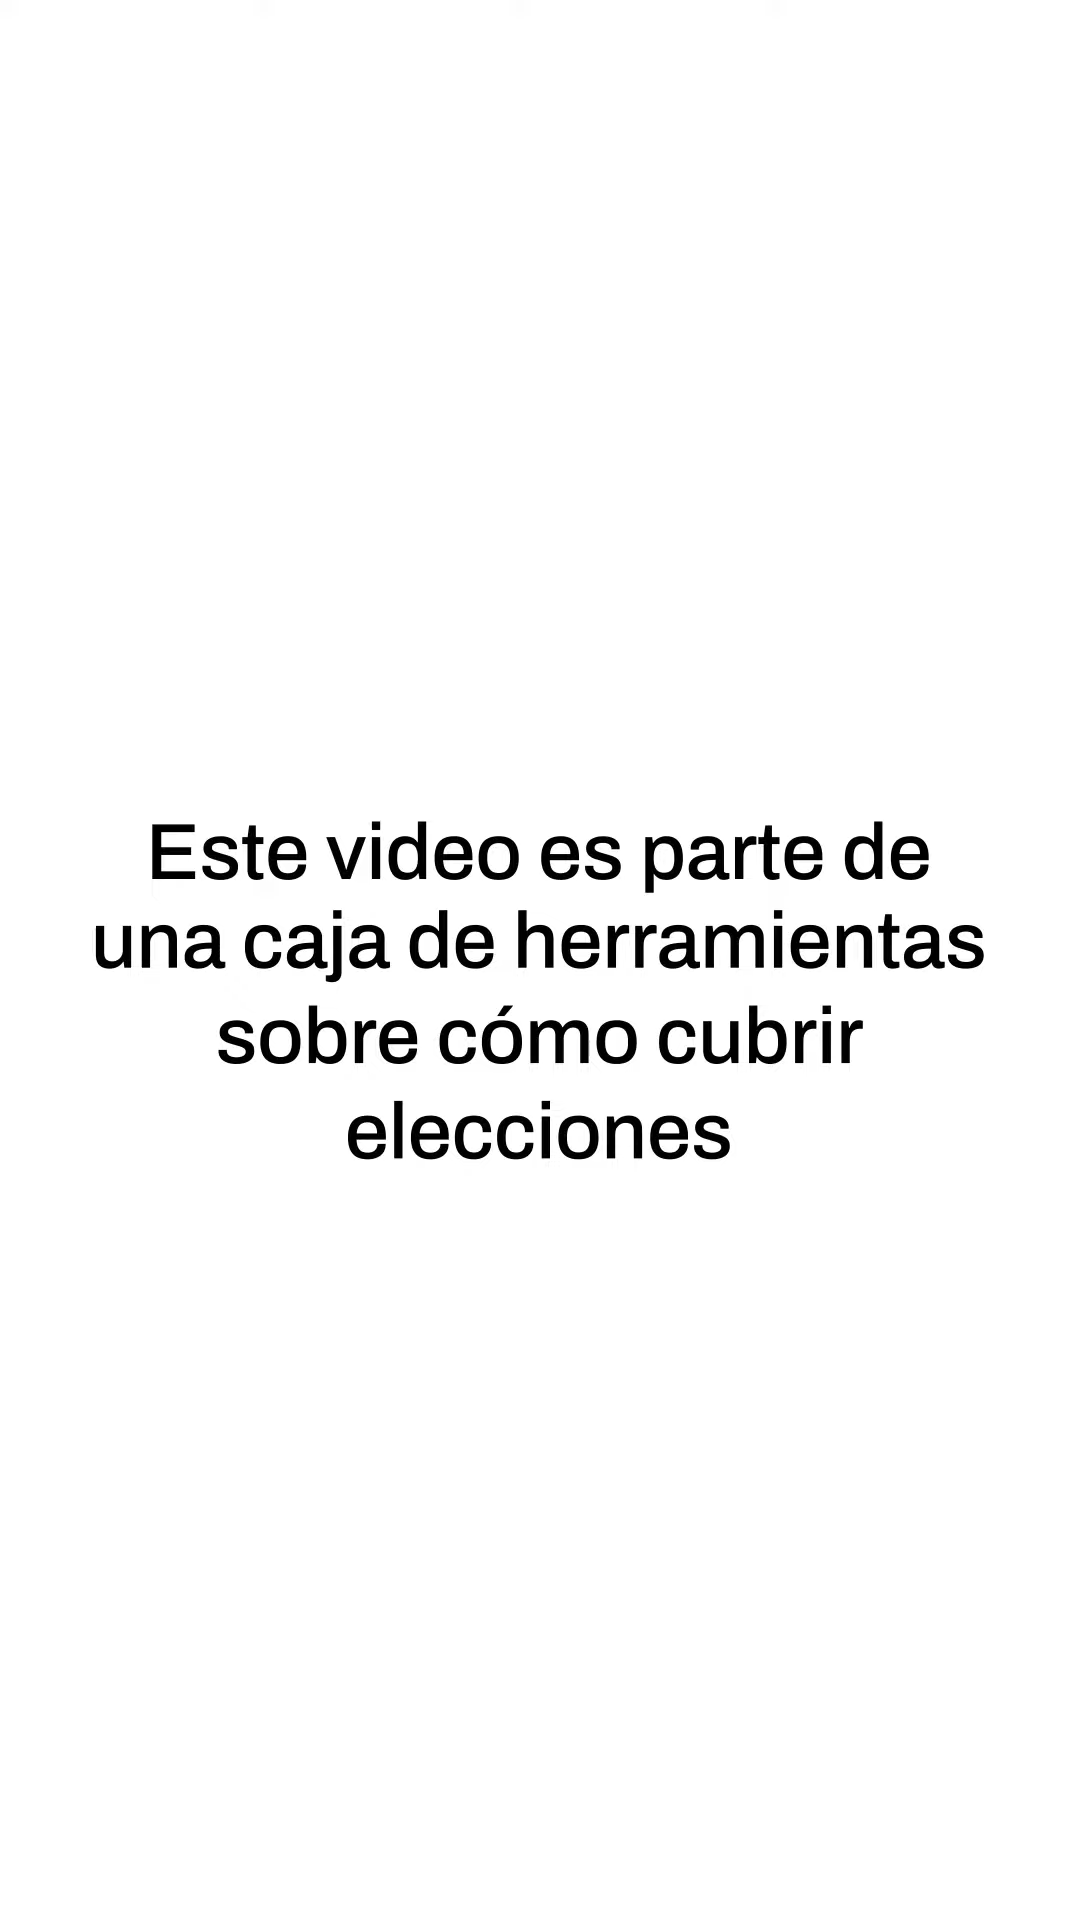 Este video es parte de
una caja de herramientas
sobre cómo cubrir
elecciones